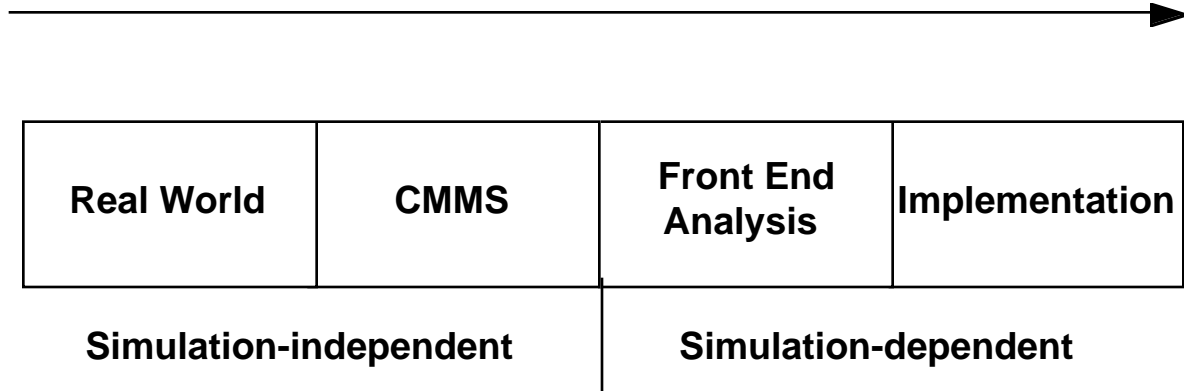 Real World
CMMS
Front End
Analysis
Implementation
Simulation-independent
Simulation-dependent